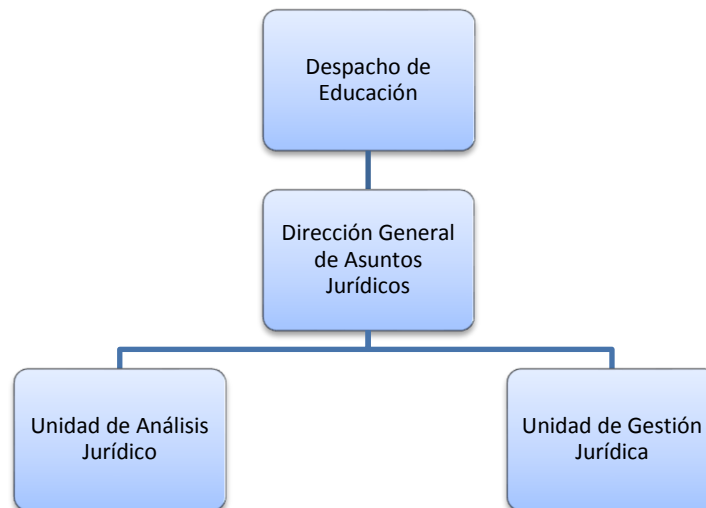 Despacho de
Educación
Dirección General
de Asuntos
Jurídicos
Unidad de Análisis
Jurídico
Unidad de Gestión
Jurídica